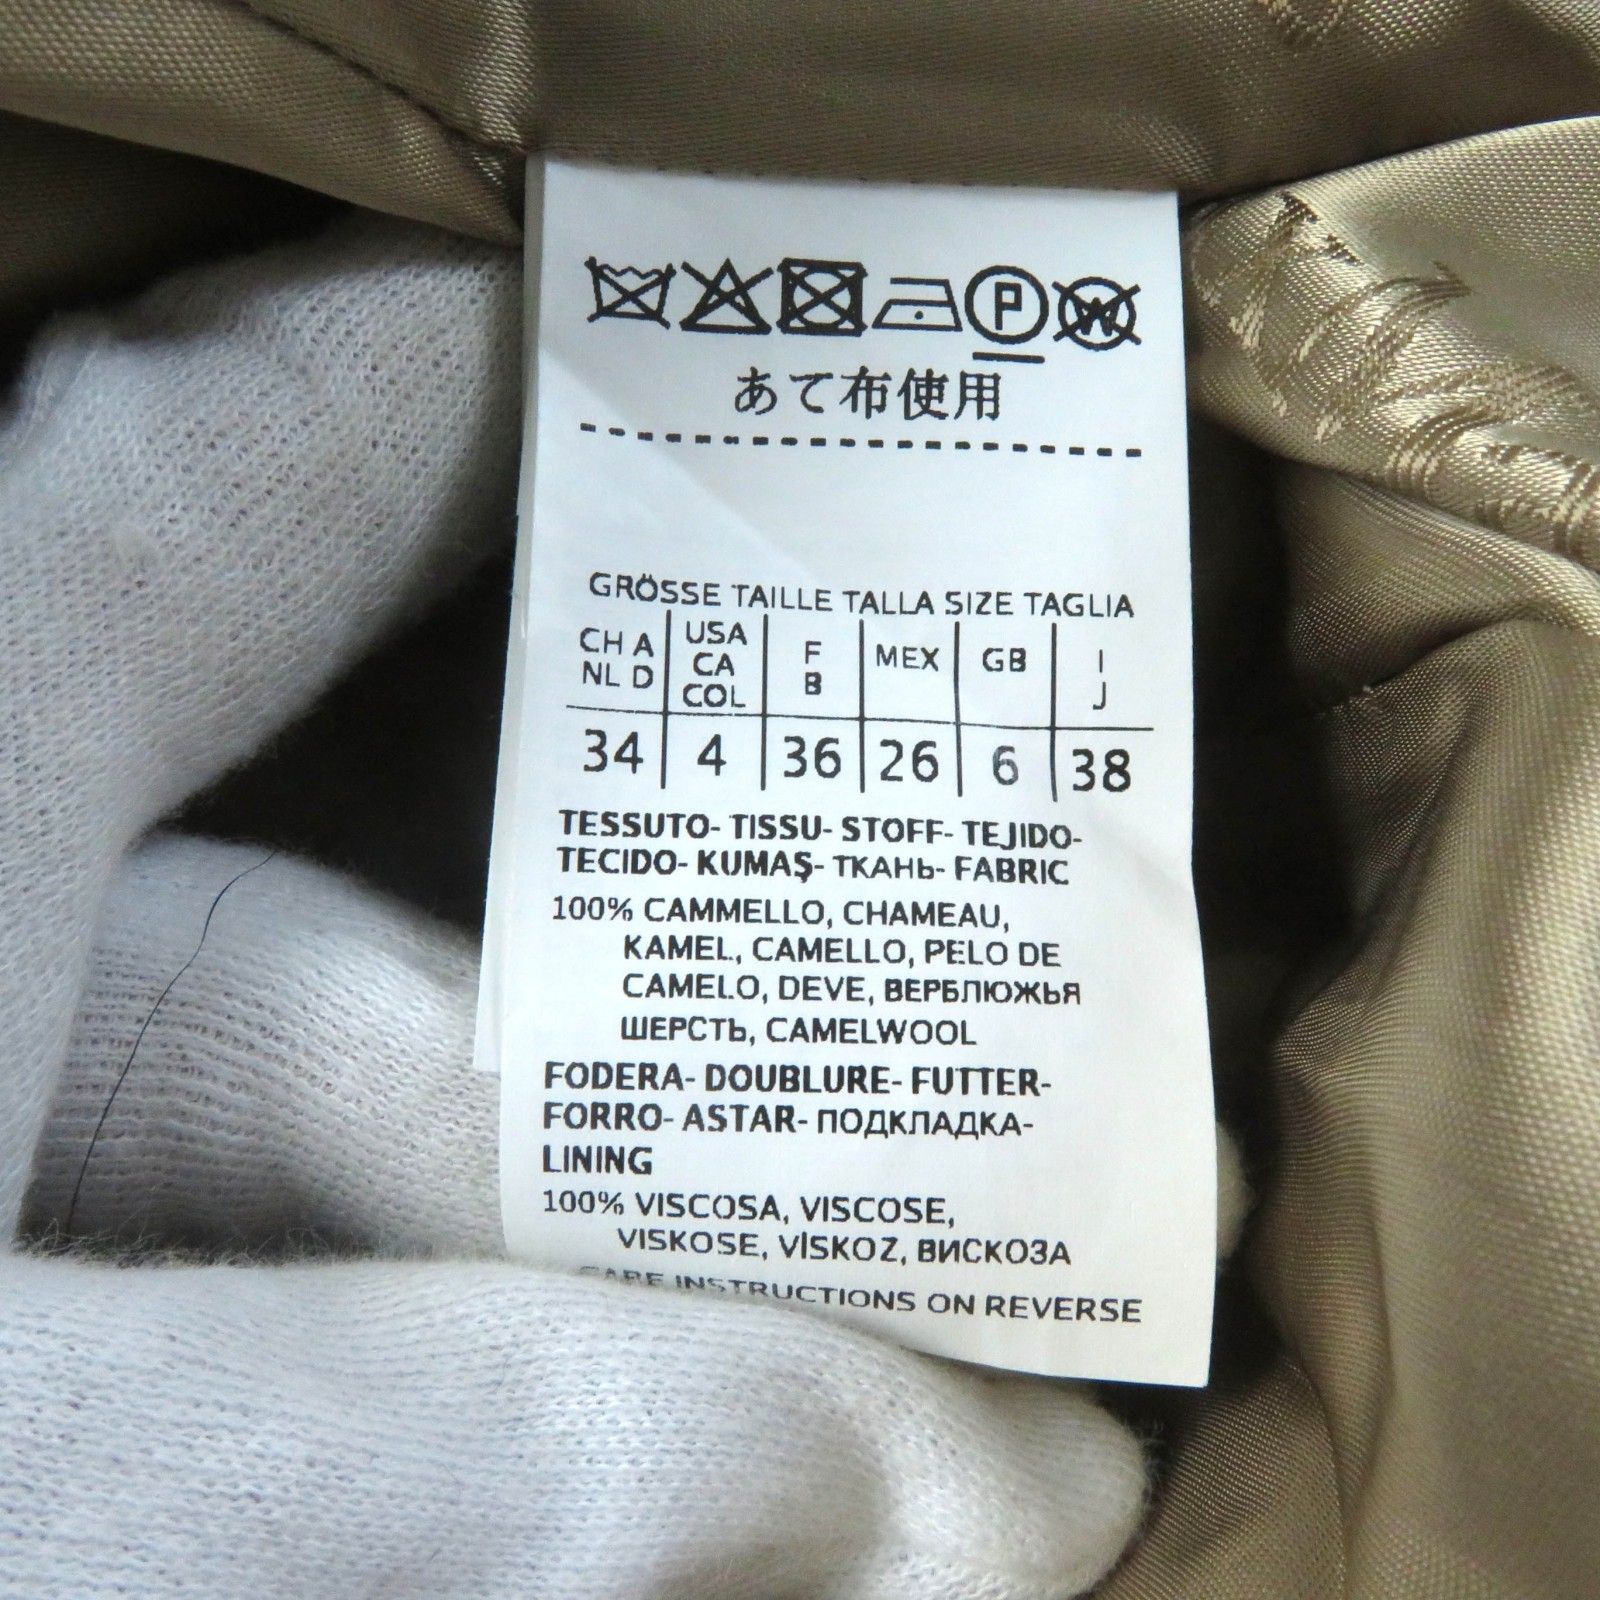 P W
あて布使用
GRÖSSE TAILLE TALLA SIZE TAGLIA
CH A NL D USA CA COL F B MEX GB I J
34 4 36 26 6 38
TESSUTO- TISSU- STOFF- TEJIDO-
TECIDO- KUMAŞ- ТКАНЬ- FABRIC
100% CAMMELLO, CHAMEAU,
KAMEL, CAMELLO, PELO DE
CAMELO, DEVE, ВЕРБЛЮЖЬЯ
ШЕРСТЬ, CAMELWOOL
FODERA- DOUBLURE- FUTTER-
FORRO- ASTAR- ПОДКЛАДКА-
LINING
100% VISCOSA, VISCOSE,
VISKOSE, VİSKOZ, ВИСКОЗА
CARE INSTRUCTIONS ON REVERSE